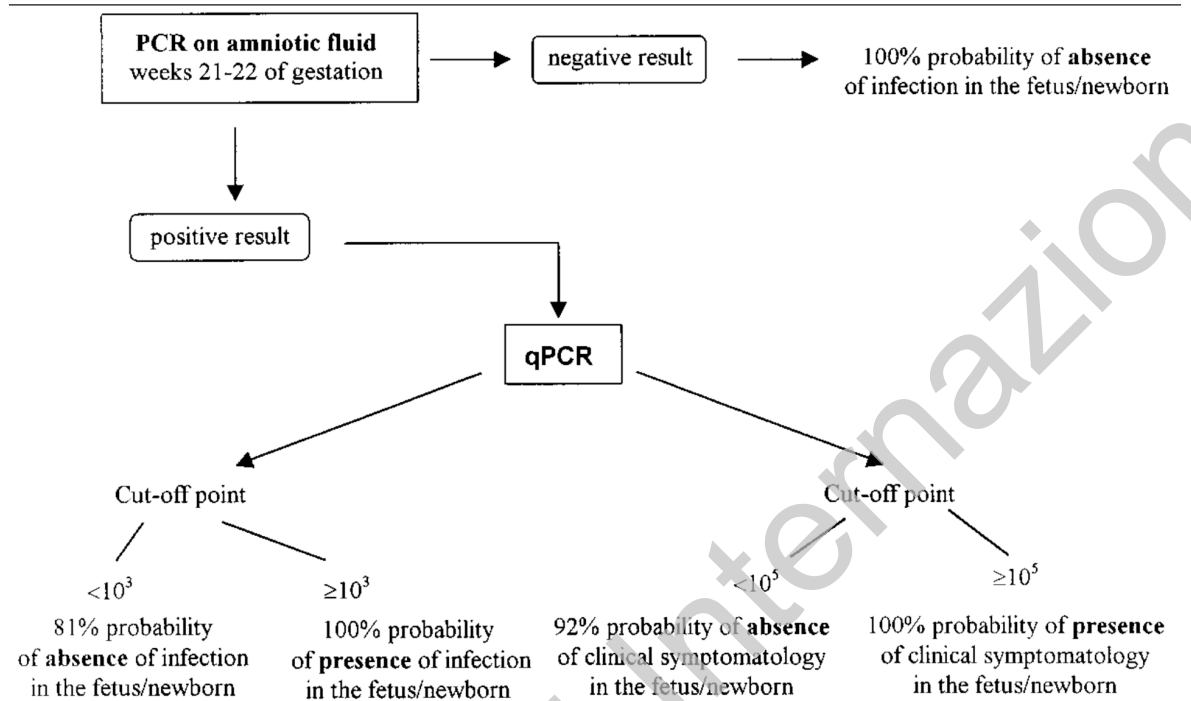 PCR on amniotic fluid
weeks 21-22 of gestation
negative result
100% probability of absence
of infection in the fetus/newborn
positive result
qPCR
Cut-off point
<10³
81% probability
of absence of infection
in the fetus/newborn
≥10³
100% probability
of presence of infection
in the fetus/newborn
Cut-off point
<10⁵
92% probability of absence
of clinical symptomatology
in the fetus/newborn
≥10⁵
100% probability of presence
of clinical symptomatology
in the fetus/newborn
Internazion